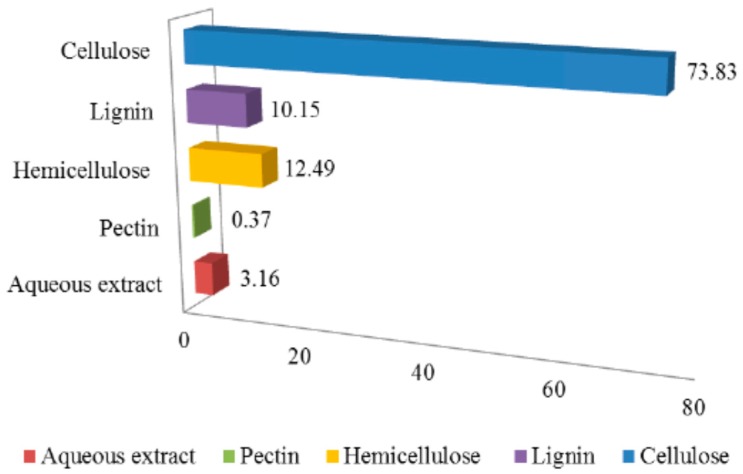 Cellulose 73.83
Lignin 10.15
Hemicellulose 12.49
Pectin 0.37
Aqueous extract 3.16
0 20 40 60 80
Aqueous extract Pectin Hemicellulose Lignin Cellulose